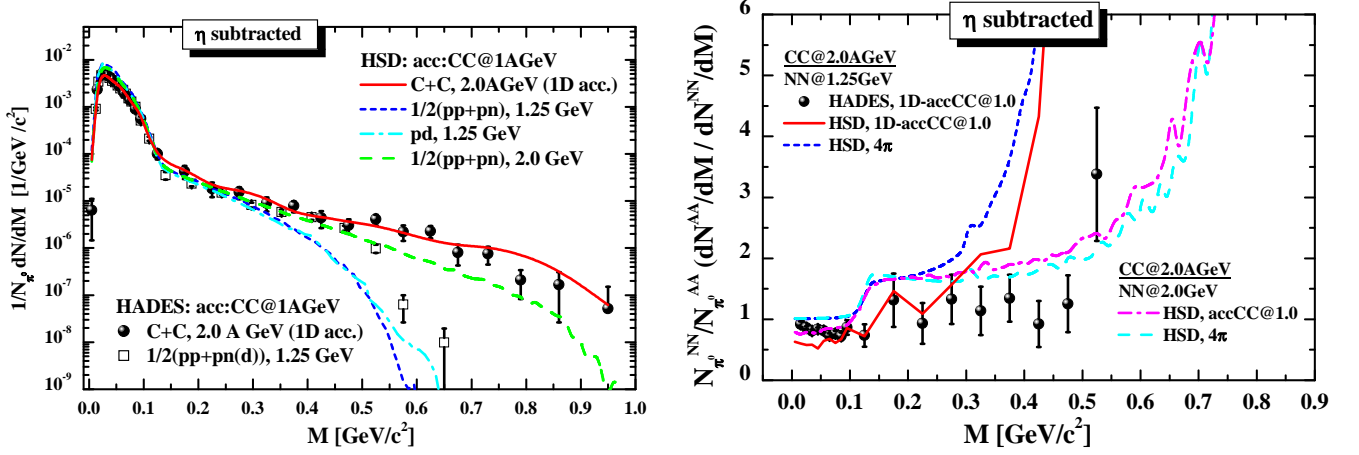 η subtracted
HSD: acc:CC@1AGeV
C+C, 2.0AGeV (1D acc.)
1/2(pp+pn), 1.25 GeV
pd, 1.25 GeV
1/2(pp+pn), 2.0 GeV
HADES: acc:CC@1AGeV
C+C, 2.0 A GeV (1D acc.)
1/2(pp+pn(d)), 1.25 GeV
1/N_π⁰ dN/dM [1/GeV /c²]
10⁻²
10⁻³
10⁻⁴
10⁻⁵
10⁻⁶
10⁻⁷
10⁻⁸
10⁻⁹
0.0 0.1 0.2 0.3 0.4 0.5 0.6 0.7 0.8 0.9 1.0
M [GeV/c²]
η subtracted
CC@2.0AGeV
NN@1.25GeV
HADES, 1D-accCC@1.0
HSD, 1D-accCC@1.0
HSD, 4π
CC@2.0AGeV
NN@2.0GeV
HSD, accCC@1.0
HSD, 4π
N_π⁰^NN/N_π⁰^AA (dN^AA/dM / dN^NN/dM)
6
5
4
3
2
1
0
0.0 0.1 0.2 0.3 0.4 0.5 0.6 0.7 0.8 0.9
M [GeV/c²]